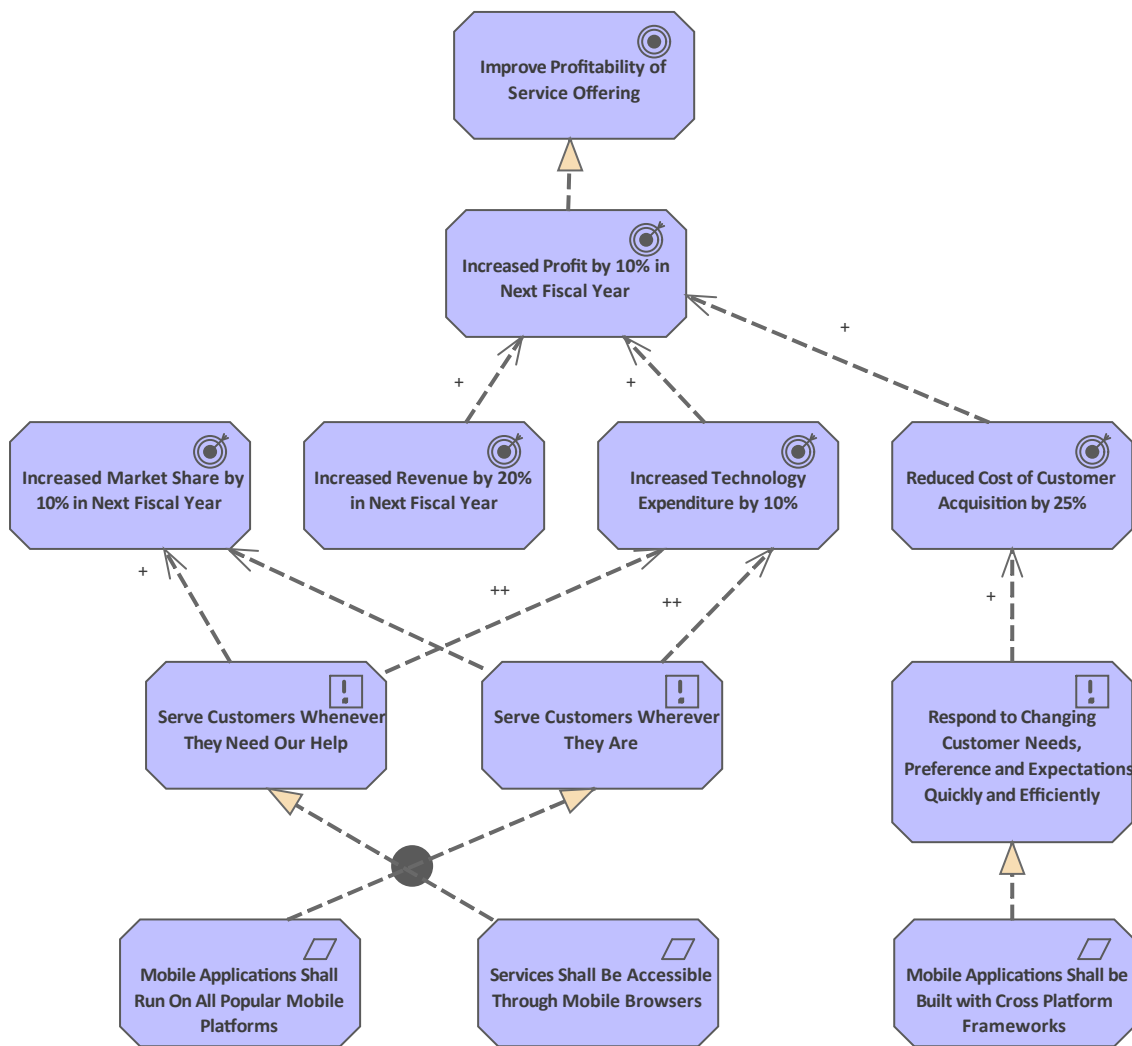 Improve Profitability of
Service Offering
Increased Profit by 10% in
Next Fiscal Year
+
+
+
Increased Market Share by
10% in Next Fiscal Year
Increased Revenue by 20%
in Next Fiscal Year
Increased Technology
Expenditure by 10%
Reduced Cost of Customer
Acquisition by 25%
+
++
++
+
Serve Customers Whenever
They Need Our Help
Serve Customers Wherever
They Are
Respond to Changing
Customer Needs,
Preference and Expectations
Quickly and Efficiently
Mobile Applications Shall
Run On All Popular Mobile
Platforms
Services Shall Be Accessible
Through Mobile Browsers
Mobile Applications Shall be
Built with Cross Platform
Frameworks